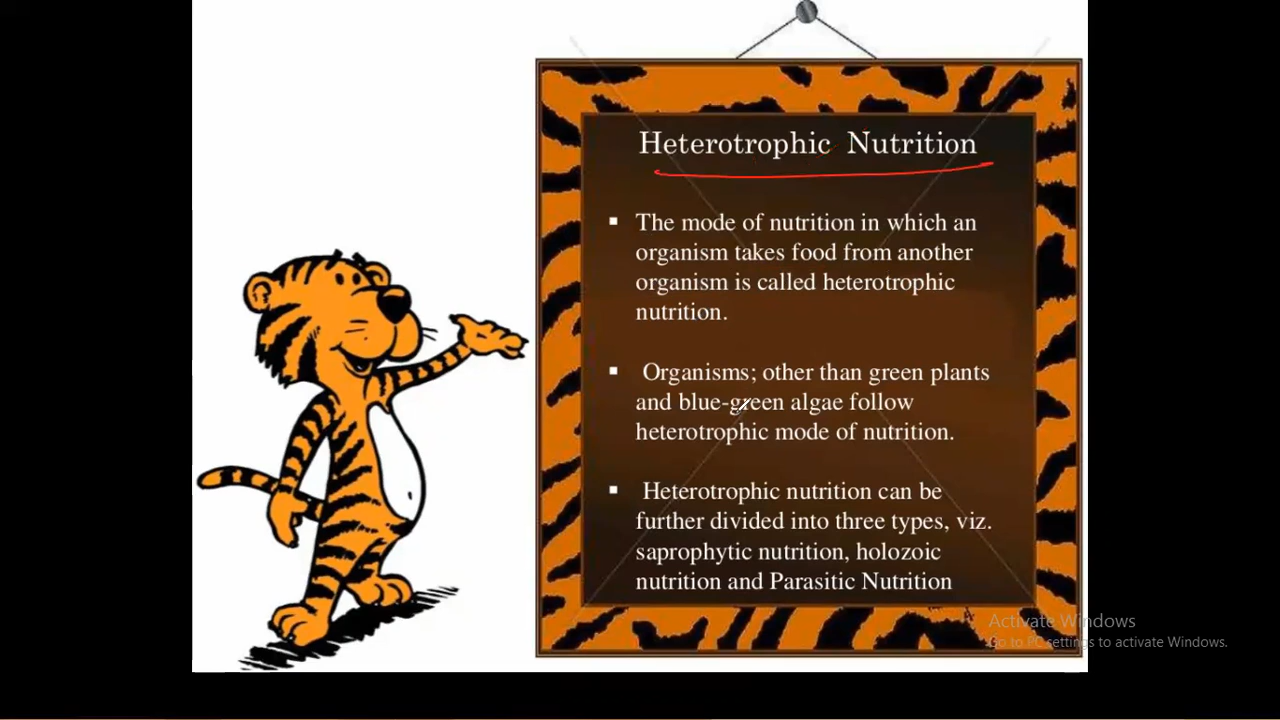 Heterotrophic Nutrition
▪ The mode of nutrition in which an
organism takes food from another
organism is called heterotrophic
nutrition.
▪ Organisms; other than green plants
and blue-green algae follow
heterotrophic mode of nutrition.
▪ Heterotrophic nutrition can be
further divided into three types, viz.
saprophytic nutrition, holozoic
nutrition and Parasitic Nutrition
Activate Windows
Go to PC settings to activate Windows.